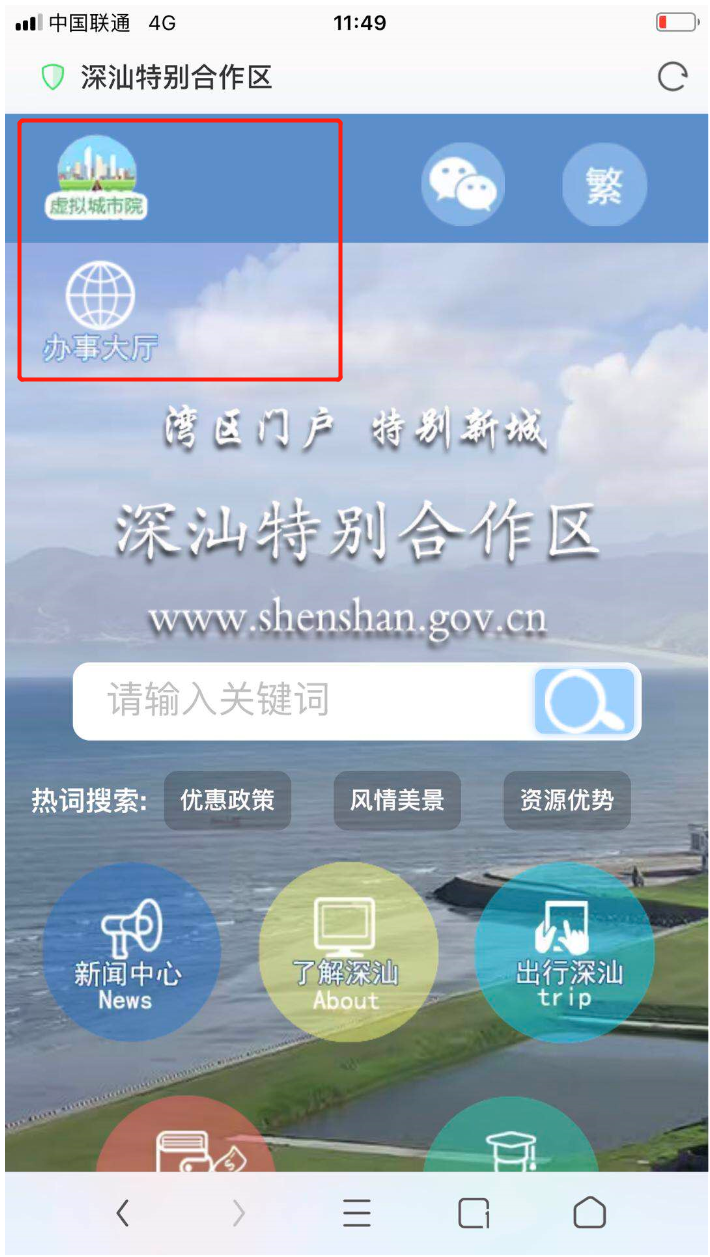 中国联通 4G 11:49
深汕特别合作区
虚拟城市院
繁
办事大厅
湾区门户 特别新城
深汕特别合作区
www.shenshan.gov.cn
请输入关键词
热词搜索: 优惠政策 风情美景 资源优势
新闻中心 了解深汕 出行深汕
News About trip
1